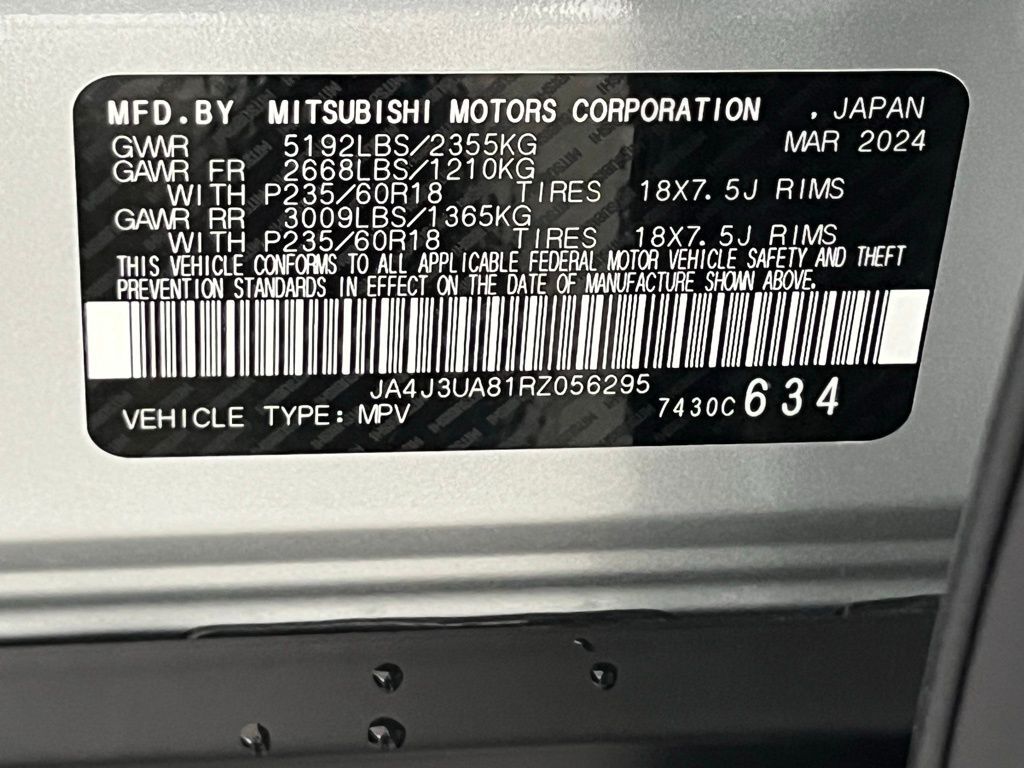 MFD.BY MITSUBISHI MOTORS CORPORATION , JAPAN
GVWR 5192LBS/2355KG MAR 2024
GAWR FR 2668LBS/1210KG
WITH P235/60R18 TIRES 18X7.5J RIMS
GAWR RR 3009LBS/1365KG
WITH P235/60R18 TIRES 18X7.5J RIMS
THIS VEHICLE CONFORMS TO ALL APPLICABLE FEDERAL MOTOR VEHICLE SAFETY AND THEFT
PREVENTION STANDARDS IN EFFECT ON THE DATE OF MANUFACTURE SHOWN ABOVE.
JA4J3UA81RZ056295
VEHICLE TYPE: MPV 7430C 634